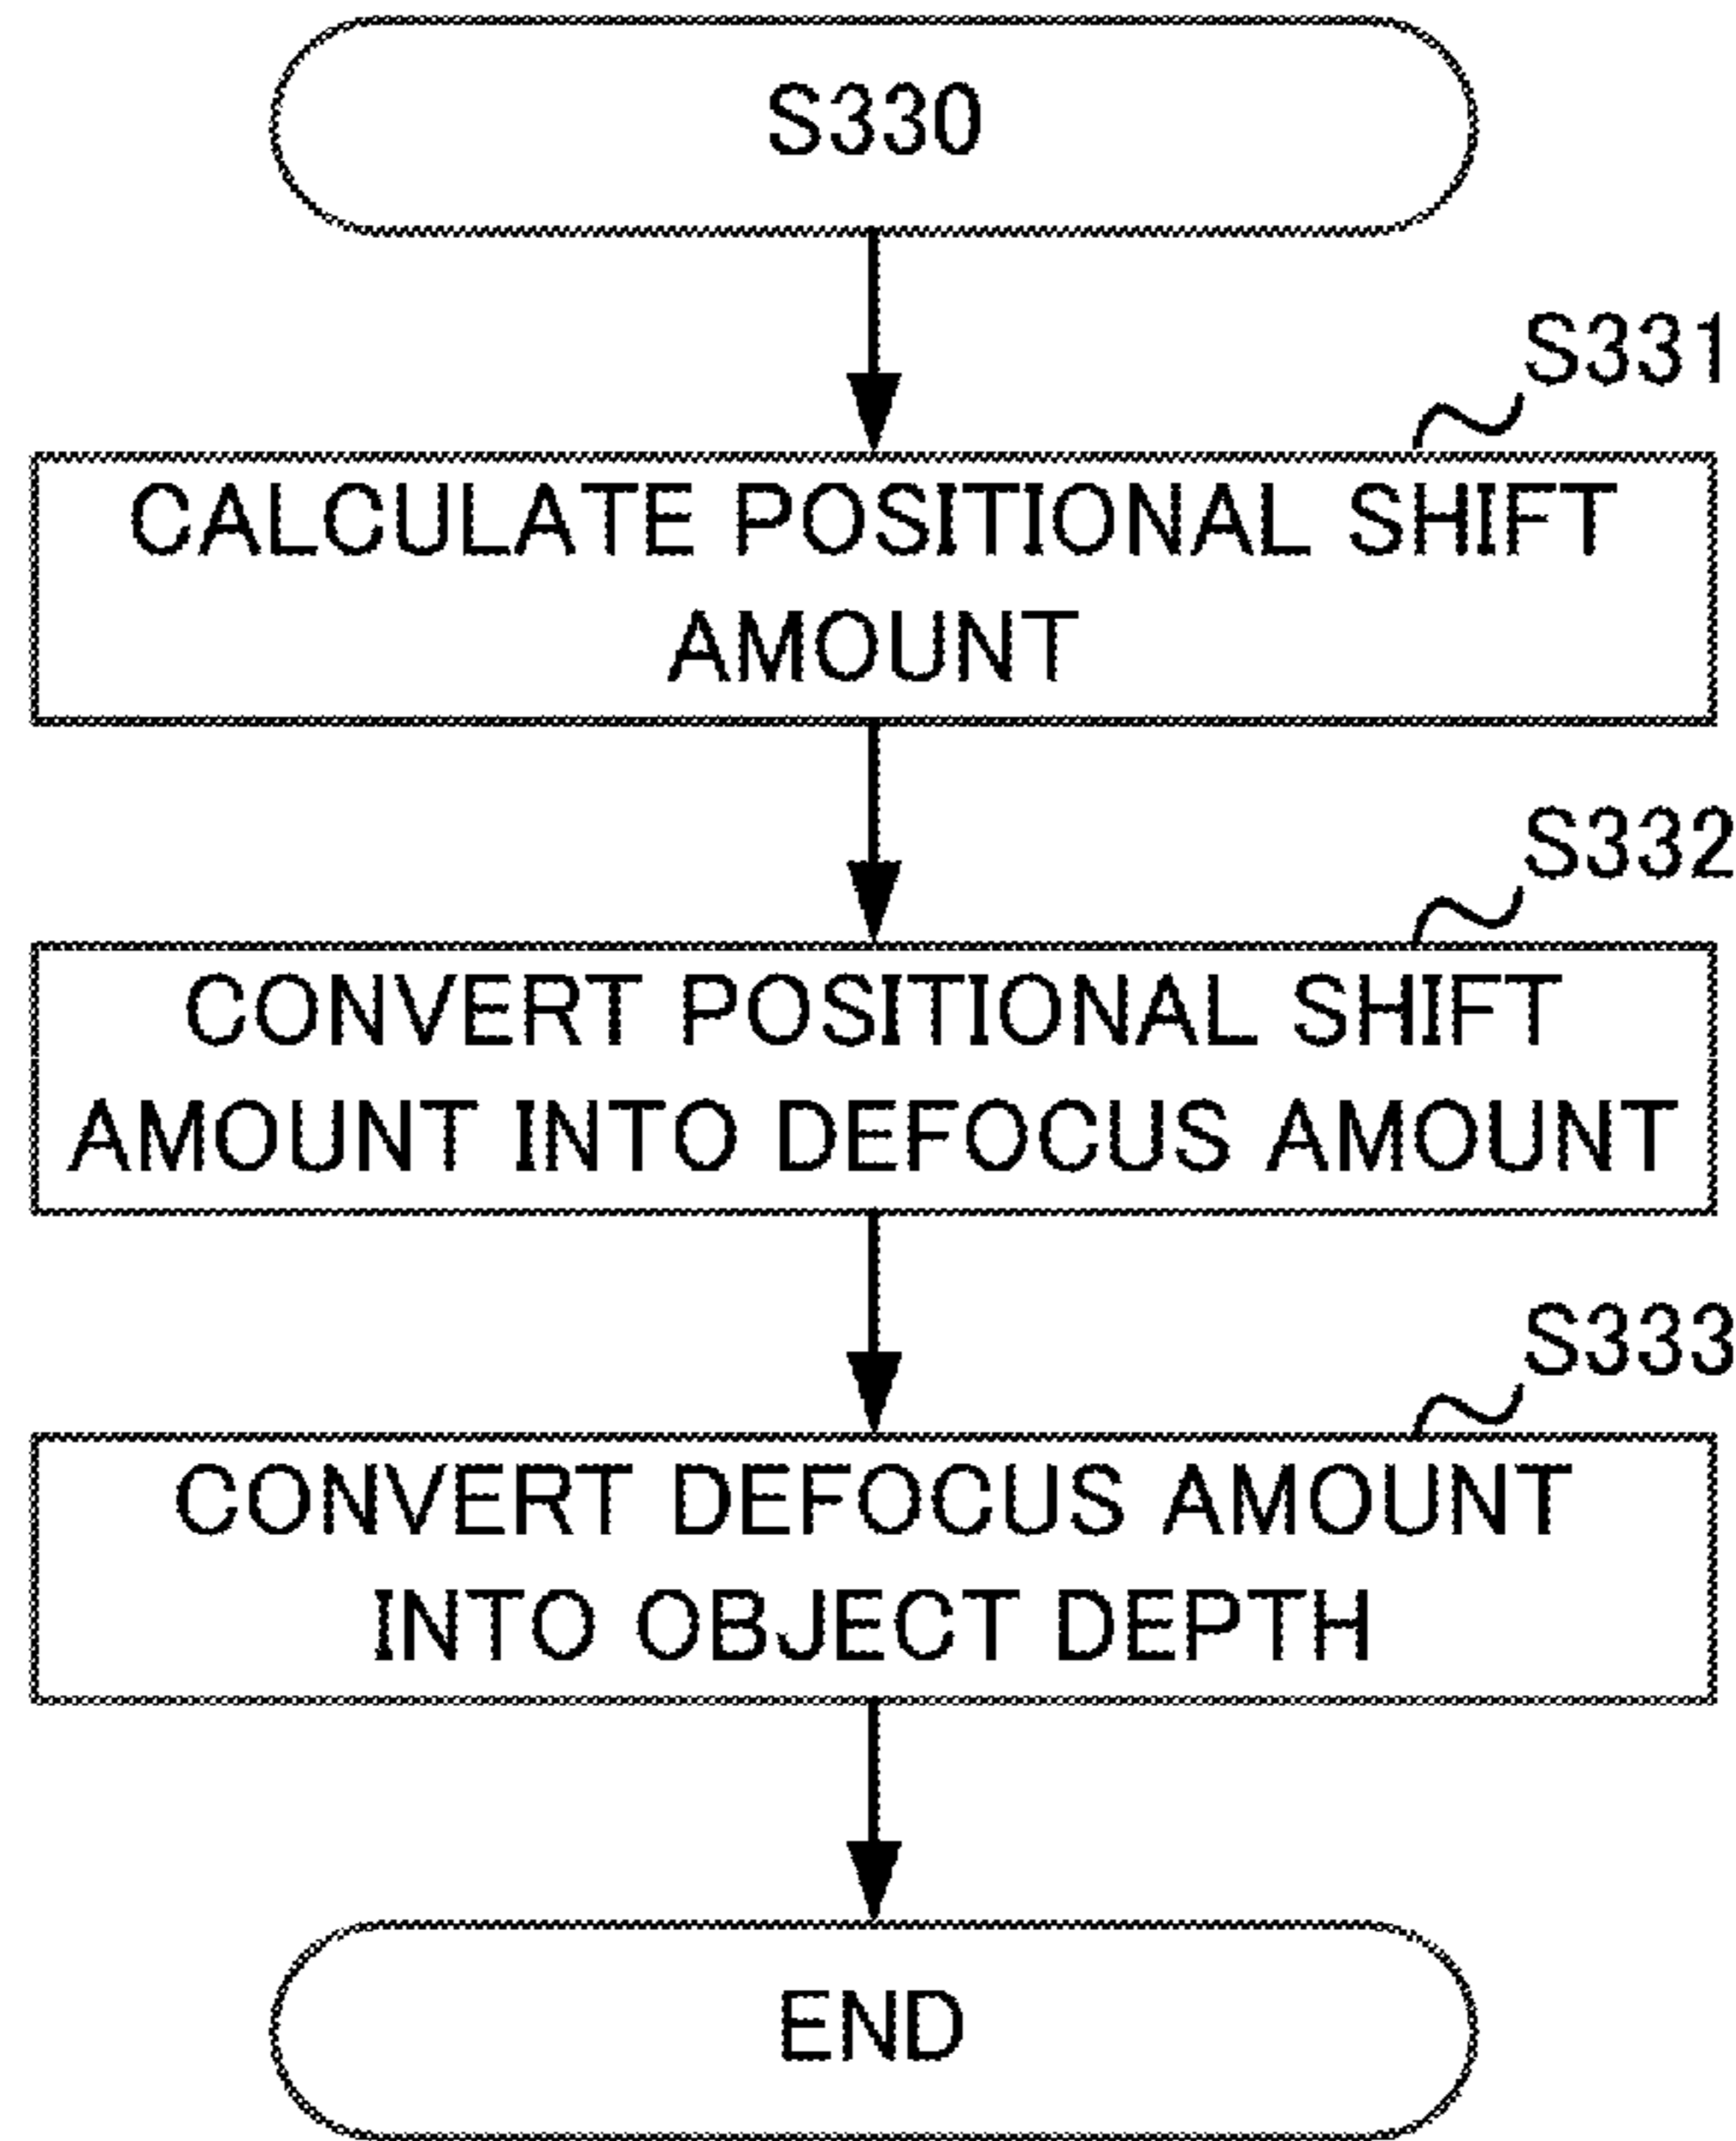 S330
S331
CALCULATE POSITIONAL SHIFT
AMOUNT
S332
CONVERT POSITIONAL SHIFT
AMOUNT INTO DEFOCUS AMOUNT
S333
CONVERT DEFOCUS AMOUNT
INTO OBJECT DEPTH
END